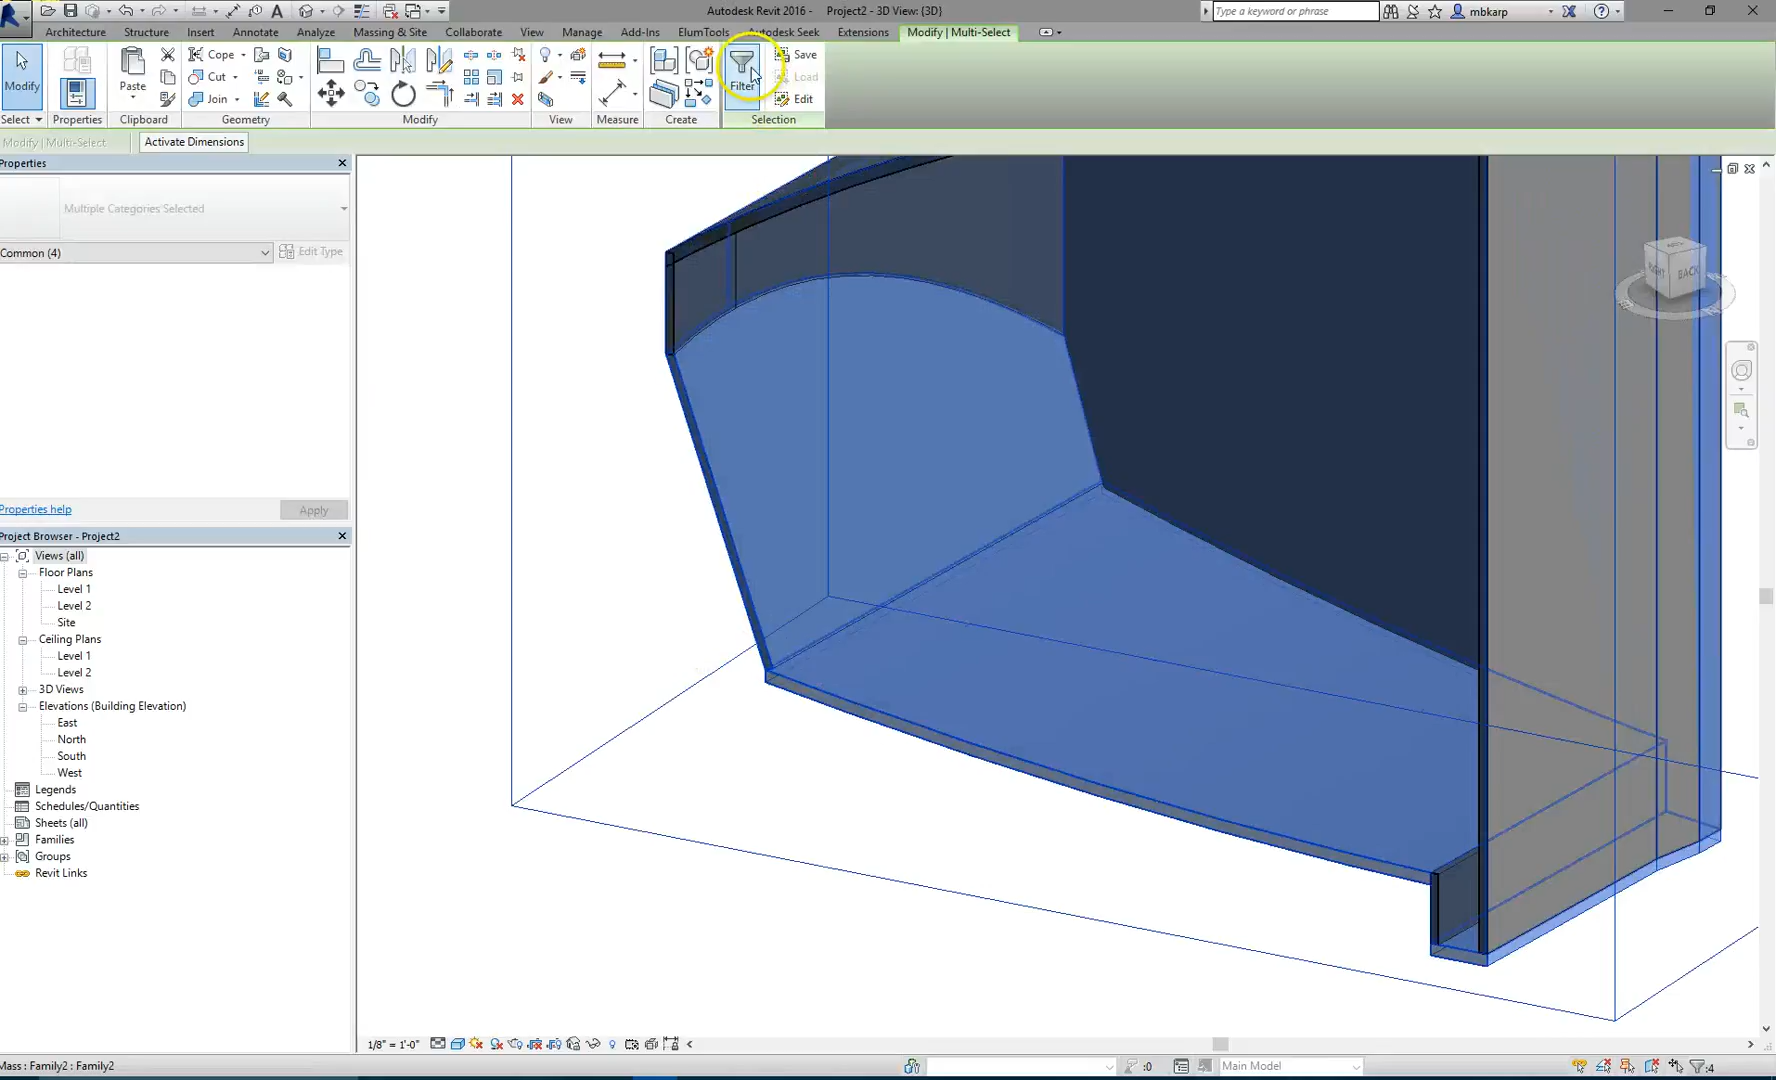 Autodesk Revit 2016 - Project2 - 3D View: {3D}
Type a keyword or phrase
mbkarp
Architecture Structure Insert Annotate Analyze Massing & Site Collaborate View Manage Add-Ins ElumTools Autodesk Seek Extensions Modify | Multi-Select
Modify
Paste
Cope
Cut
Join
Filter
Save
Load
Edit
Select Properties Clipboard Geometry Modify View Measure Create Selection
Modify | Multi-Select Activate Dimensions
Properties
Multiple Categories Selected
Common (4) Edit Type
Properties help Apply
Project Browser - Project2
Views (all)
Floor Plans
Level 1
Level 2
Site
Ceiling Plans
Level 1
Level 2
3D Views
Elevations (Building Elevation)
East
North
South
West
Legends
Schedules/Quantities
Sheets (all)
Families
Groups
Revit Links
RIGHT BACK
1/8" = 1'-0"
Mass : Family2 : Family2
:0
Main Model
:4